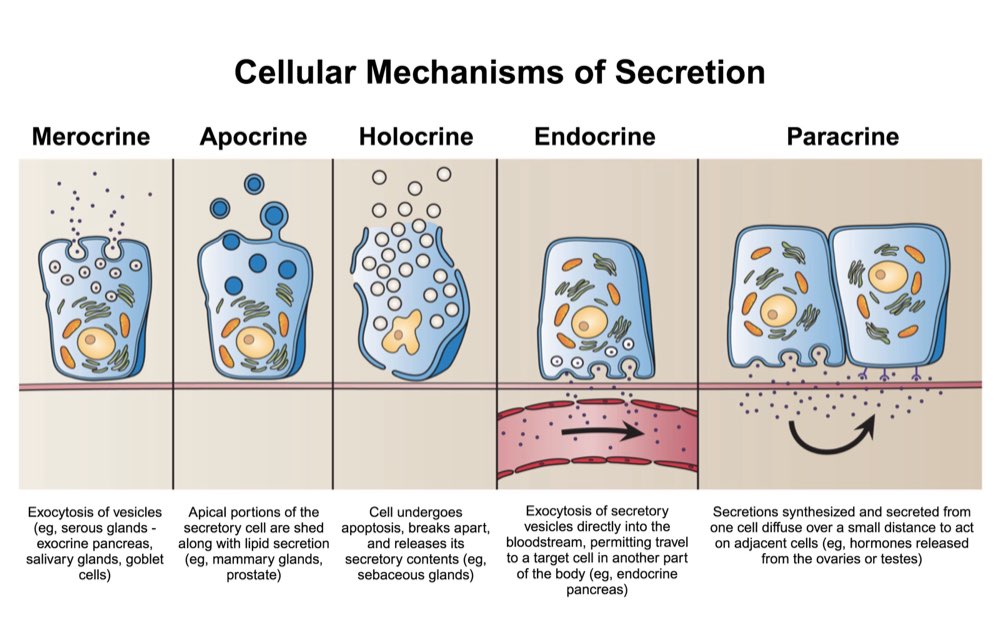 Cellular Mechanisms of Secretion
Merocrine
Apocrine
Holocrine
Endocrine
Paracrine
Exocytosis of vesicles
(eg, serous glands -
exocrine pancreas,
salivary glands, goblet
cells)
Apical portions of the
secretory cell are shed
along with lipid secretion
(eg, mammary glands,
prostate)
Cell undergoes
apoptosis, breaks apart,
and releases its
secretory contents (eg,
sebaceous glands)
Exocytosis of secretory
vesicles directly into the
bloodstream, permitting travel
to a target cell in another part
of the body (eg, endocrine
pancreas)
Secretions synthesized and secreted from
one cell diffuse over a small distance to act
on adjacent cells (eg, hormones released
from the ovaries or testes)